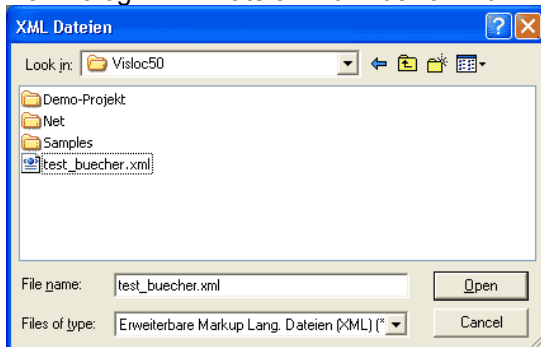 XML Dateien
Look in: Visloc50
Demo-Projekt
Net
Samples
test_buecher.xml
File name: test_buecher.xml Open
Files of type: Erweiterbare Markup Lang. Dateien (XML) (* Cancel